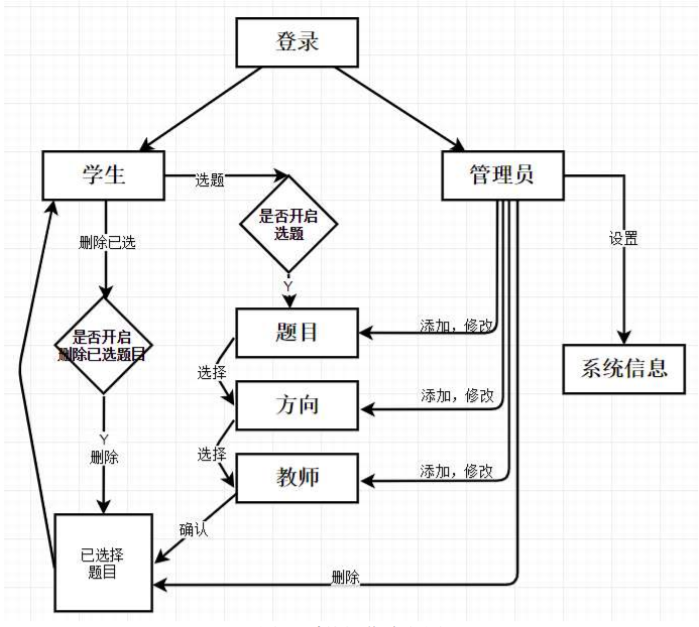 登录
学生
管理员
选题
是否开启
选题
删除已选
设置
Y
题目
添加，修改
是否开启
删除已选题目
系统信息
选择
方向
添加，修改
Y
删除
选择
教师
添加，修改
确认
已选择
题目
删除